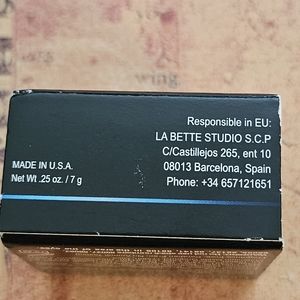 wing
Responsible in EU:
LA BETTE STUDIO S.C.P
C/Castillejos 265, ent 10
08013 Barcelona, Spain
Phone: +34 657121651
MADE IN U.S.A.
Net Wt .25 oz. / 7 g